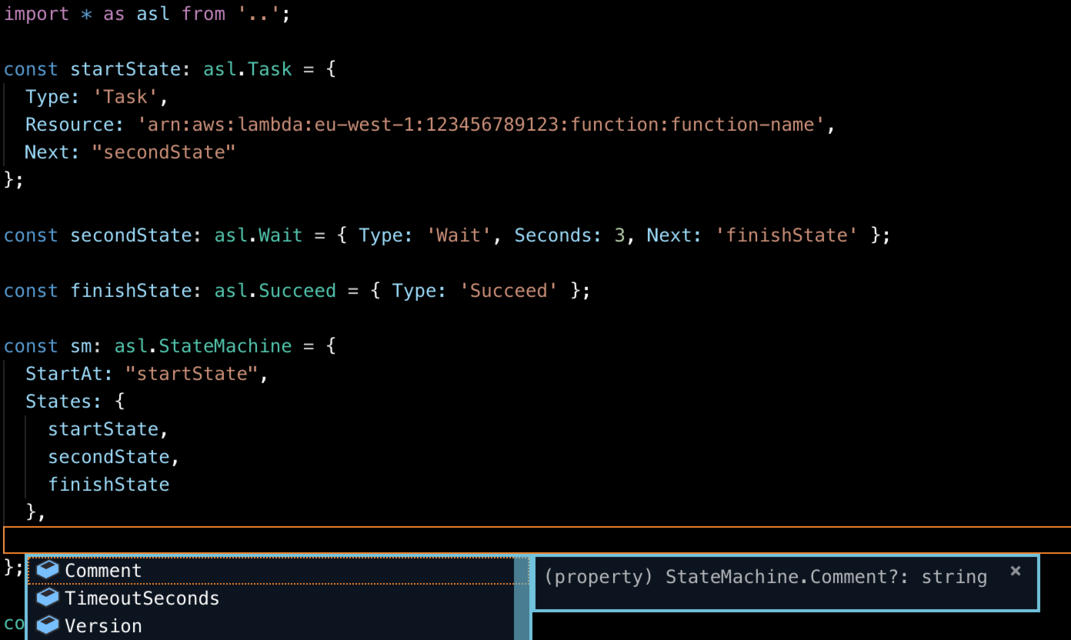 import * as asl from '..';
const startState: asl.Task = {
  Type: 'Task',
  Resource: 'arn:aws:lambda:eu-west-1:123456789123:function:function-name',
  Next: "secondState"
};
const secondState: asl.Wait = { Type: 'Wait', Seconds: 3, Next: 'finishState' };
const finishState: asl.Succeed = { Type: 'Succeed' };
const sm: asl.StateMachine = {
  StartAt: "startState",
  States: {
    startState,
    secondState,
    finishState
  },
};
Comment
(property) StateMachine.Comment?: string ×
TimeoutSeconds
co
Version